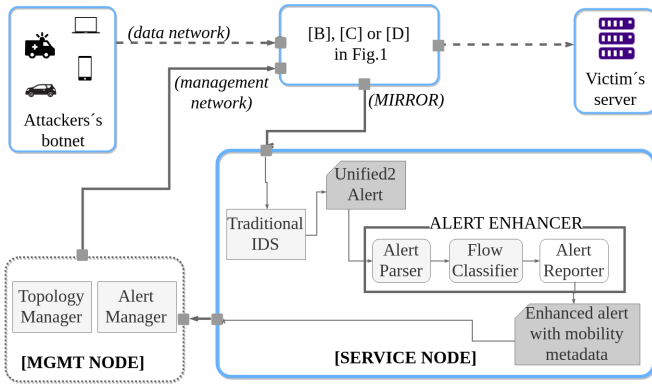 (data network)
[B], [C] or [D]
in Fig.1
Victim´s
server
Attackers´s
botnet
(management
network)
(MIRROR)
Unified2
Alert
Traditional
IDS
ALERT ENHANCER
Alert
Parser
Flow
Classifier
Alert
Reporter
Topology
Manager
Alert
Manager
Enhanced alert
with mobility
metadata
[MGMT NODE]
[SERVICE NODE]